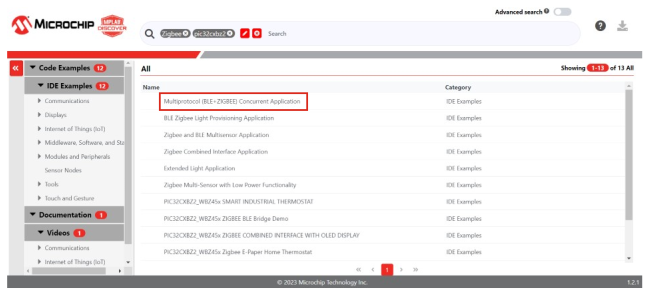 Advanced search
MICROCHIP
MPLAB
DISCOVER
Zigbee
pic32cxbz2
Search
Code Examples 12
All
Showing 1-13 of 13 All
IDE Examples 12
Name
Category
Communications
Multiprotocol (BLE+ZIGBEE) Concurrent Application
IDE Examples
Displays
BLE Zigbee Light Provisioning Application
IDE Examples
Internet of Things (IoT)
Zigbee and BLE Multisensor Application
IDE Examples
Middleware, Software, and Sta
Zigbee Combined Interface Application
IDE Examples
Modules and Peripherals
Sensor Nodes
Extended Light Application
IDE Examples
Tools
Zigbee Multi-Sensor with Low Power Functionality
IDE Examples
Touch and Gesture
PIC32CXBZ2_WBZ45x SMART INDUSTRIAL THERMOSTAT
IDE Examples
Documentation 1
PIC32CXBZ2_WBZ45x ZIGBEE BLE Bridge Demo
IDE Examples
Videos 1
PIC32CXBZ2_WBZ45x ZIGBEE COMBINED INTERFACE WITH OLED DISPLAY
IDE Examples
Communications
PIC32CXBZ2_WBZ45x Zigbee E-Paper Home Thermostat
IDE Examples
Internet of Things (IoT)
1
© 2023 Microchip Technology Inc.
1.2.1